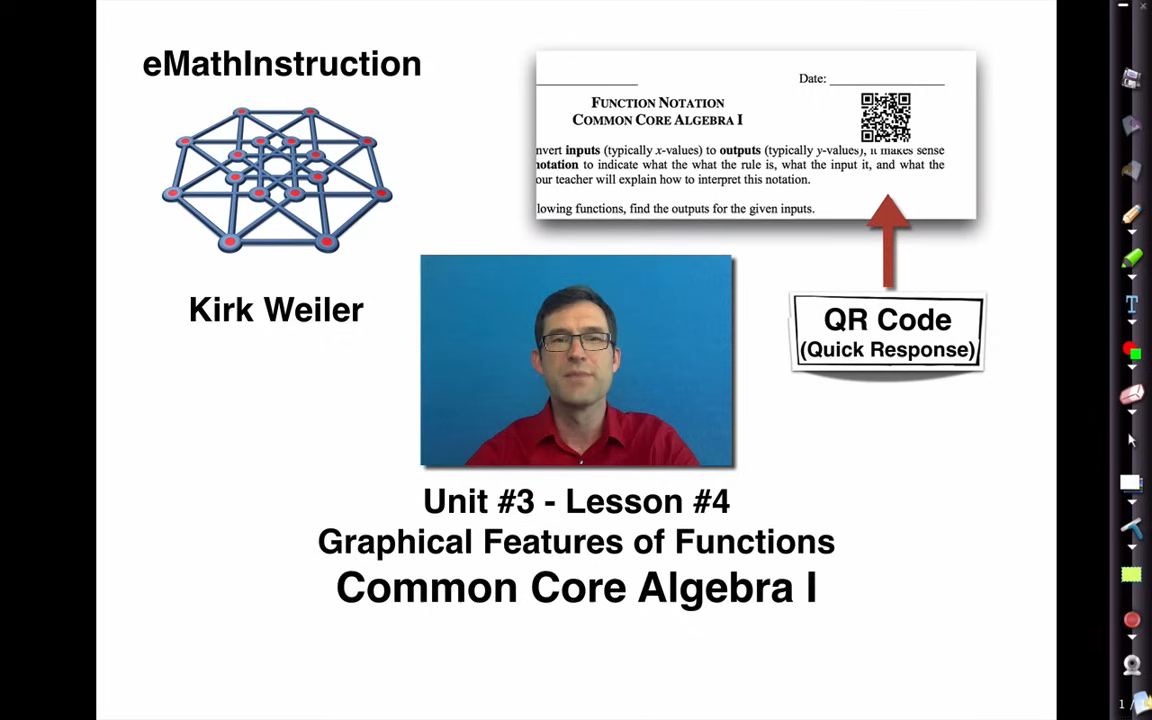 eMathInstruction
Kirk Weiler
Date:
FUNCTION NOTATION
COMMON CORE ALGEBRA I
nvert inputs (typically x-values) to outputs (typically y-values), it makes sense
notation to indicate what the what the rule is, what the input it, and what the
our teacher will explain how to interpret this notation.
lowing functions, find the outputs for the given inputs.
QR Code
(Quick Response)
Unit #3 - Lesson #4
Graphical Features of Functions
Common Core Algebra I
T
1 /